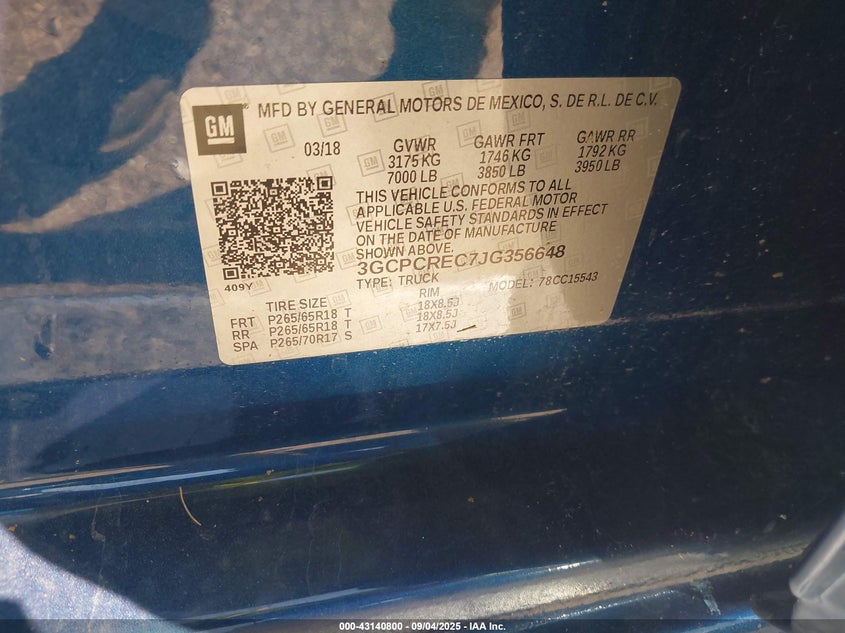 GM
MFD BY GENERAL MOTORS DE MEXICO, S. DE R.L. DE C.V.
03/18 GVWR GAWR FRT GAWR RR
3175 KG 1746 KG 1792 KG
7000 LB 3850 LB 3950 LB
THIS VEHICLE CONFORMS TO ALL
APPLICABLE U.S. FEDERAL MOTOR
VEHICLE SAFETY STANDARDS IN EFFECT
ON THE DATE OF MANUFACTURE
SHOWN ABOVE.
3GCPCREC7JG356648
409Y TYPE: TRUCK MODEL: 78CC15543
TIRE SIZE RIM
FRT P265/65R18 T 18X8.5J
RR P265/65R18 T 18X8.5J
SPA P265/70R17 S 17X7.5J
000-43140800 - 09/04/2025 - IAA Inc.